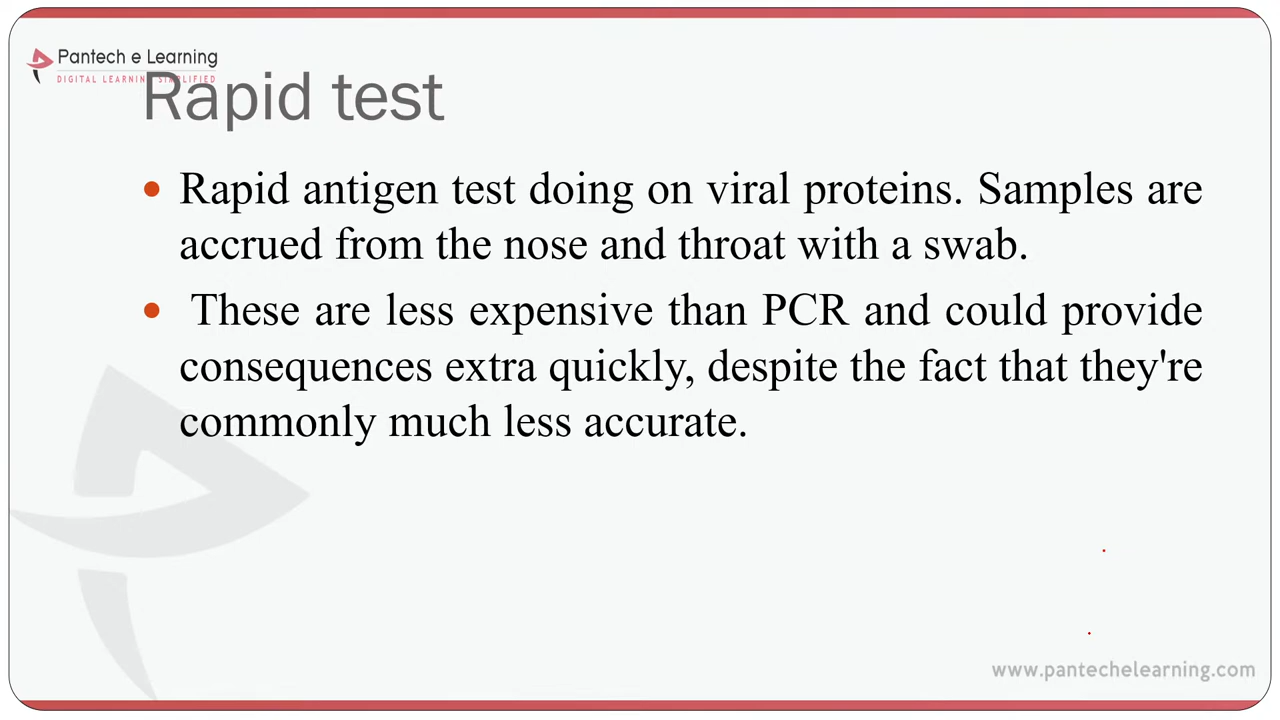 Pantech e Learning
DIGITAL LEARNING SIMPLIFIED
Rapid test
• Rapid antigen test doing on viral proteins. Samples are
accrued from the nose and throat with a swab.
• These are less expensive than PCR and could provide
consequences extra quickly, despite the fact that they're
commonly much less accurate.
www.pantechelearning.com